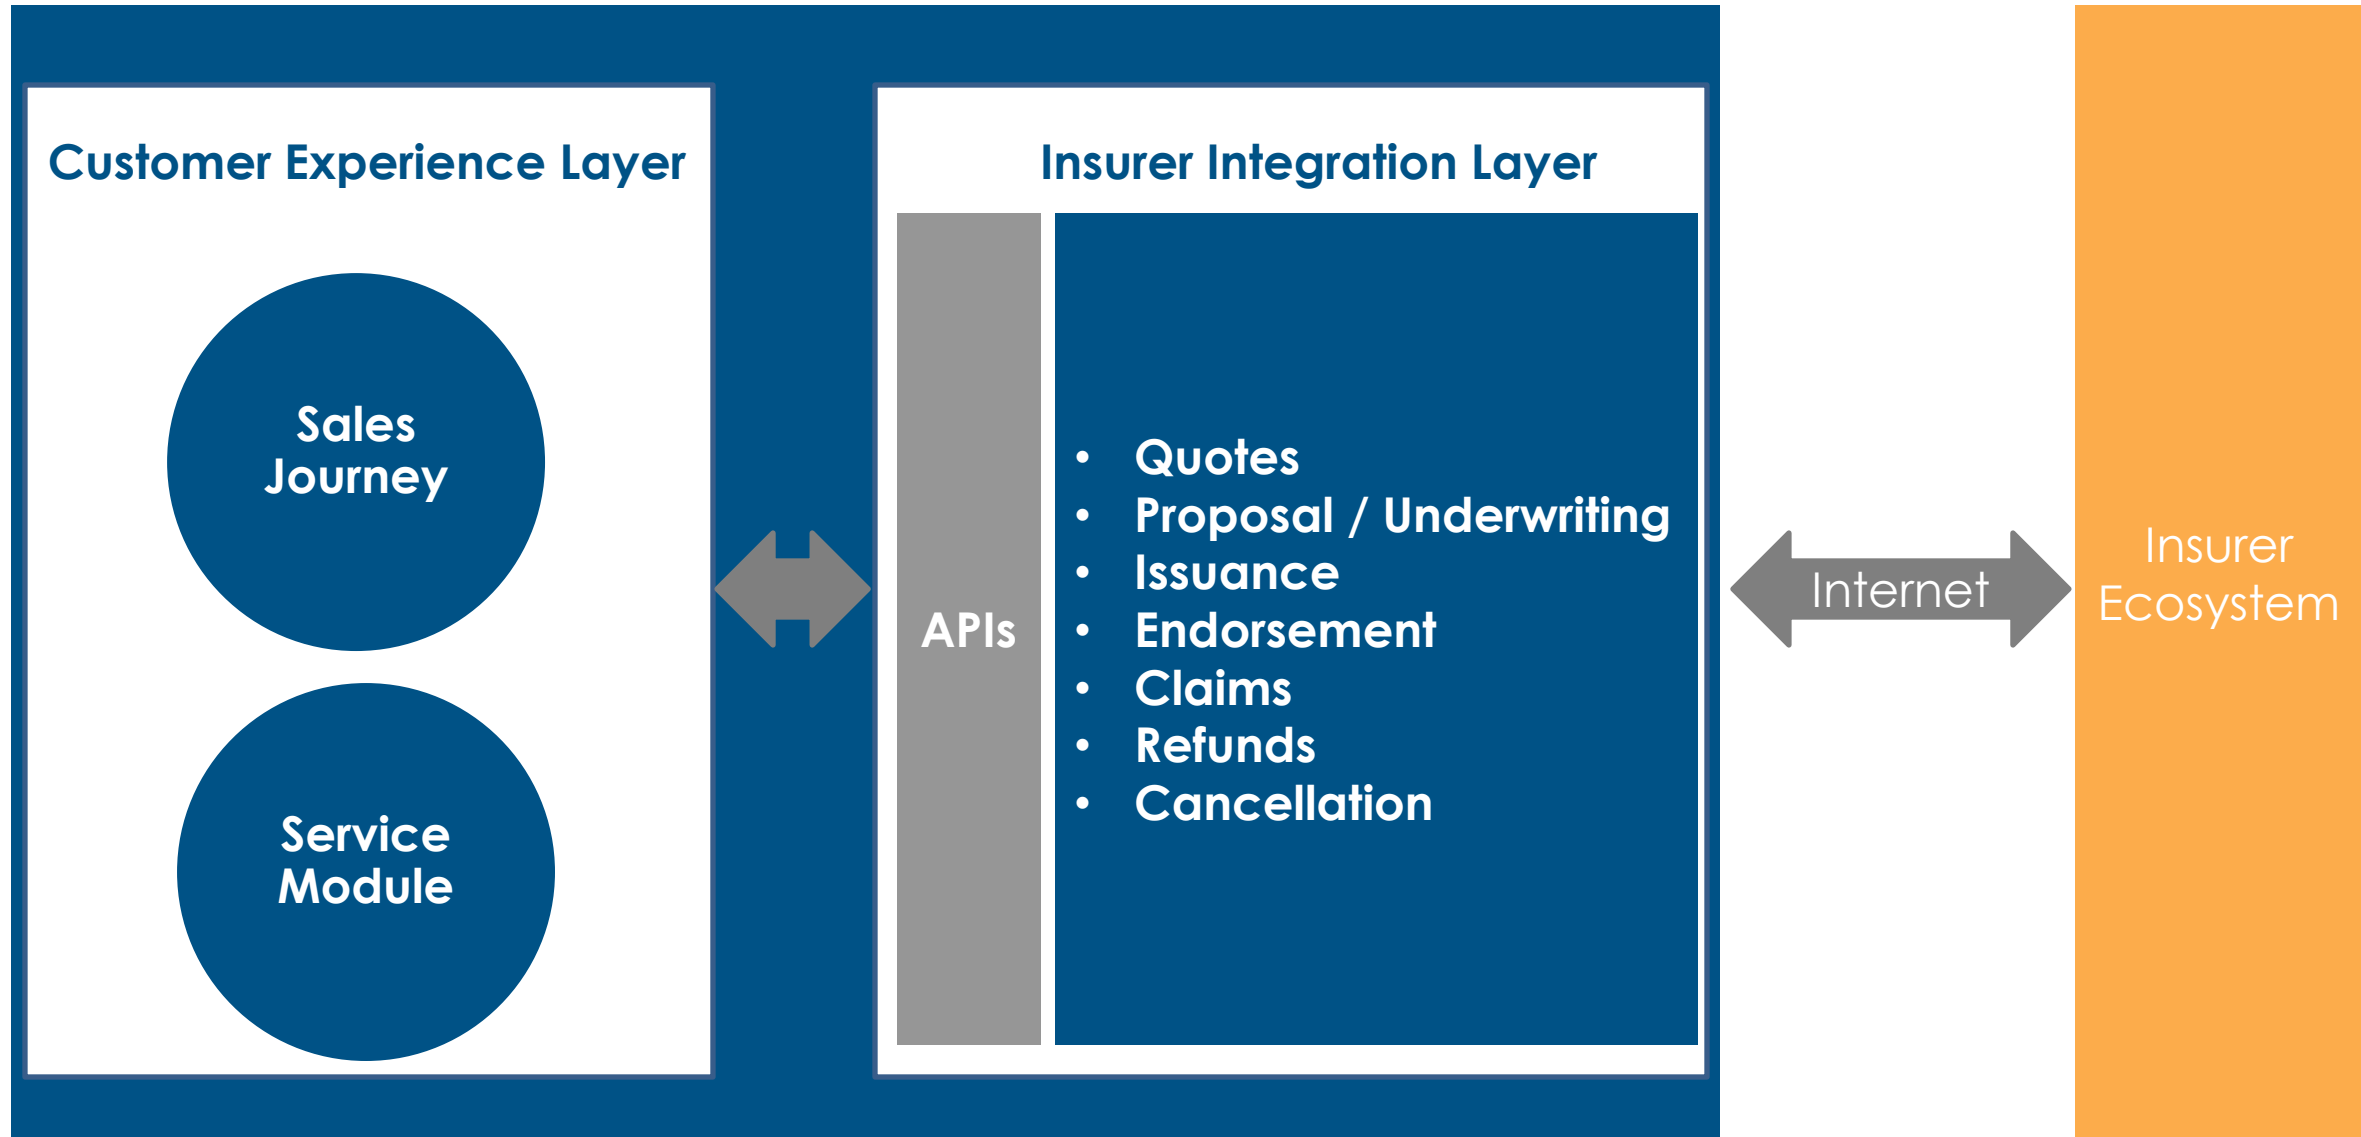 Customer Experience Layer
Sales
Journey
Service
Module
Insurer Integration Layer
APIs
• Quotes
• Proposal / Underwriting
• Issuance
• Endorsement
• Claims
• Refunds
• Cancellation
Internet
Insurer
Ecosystem